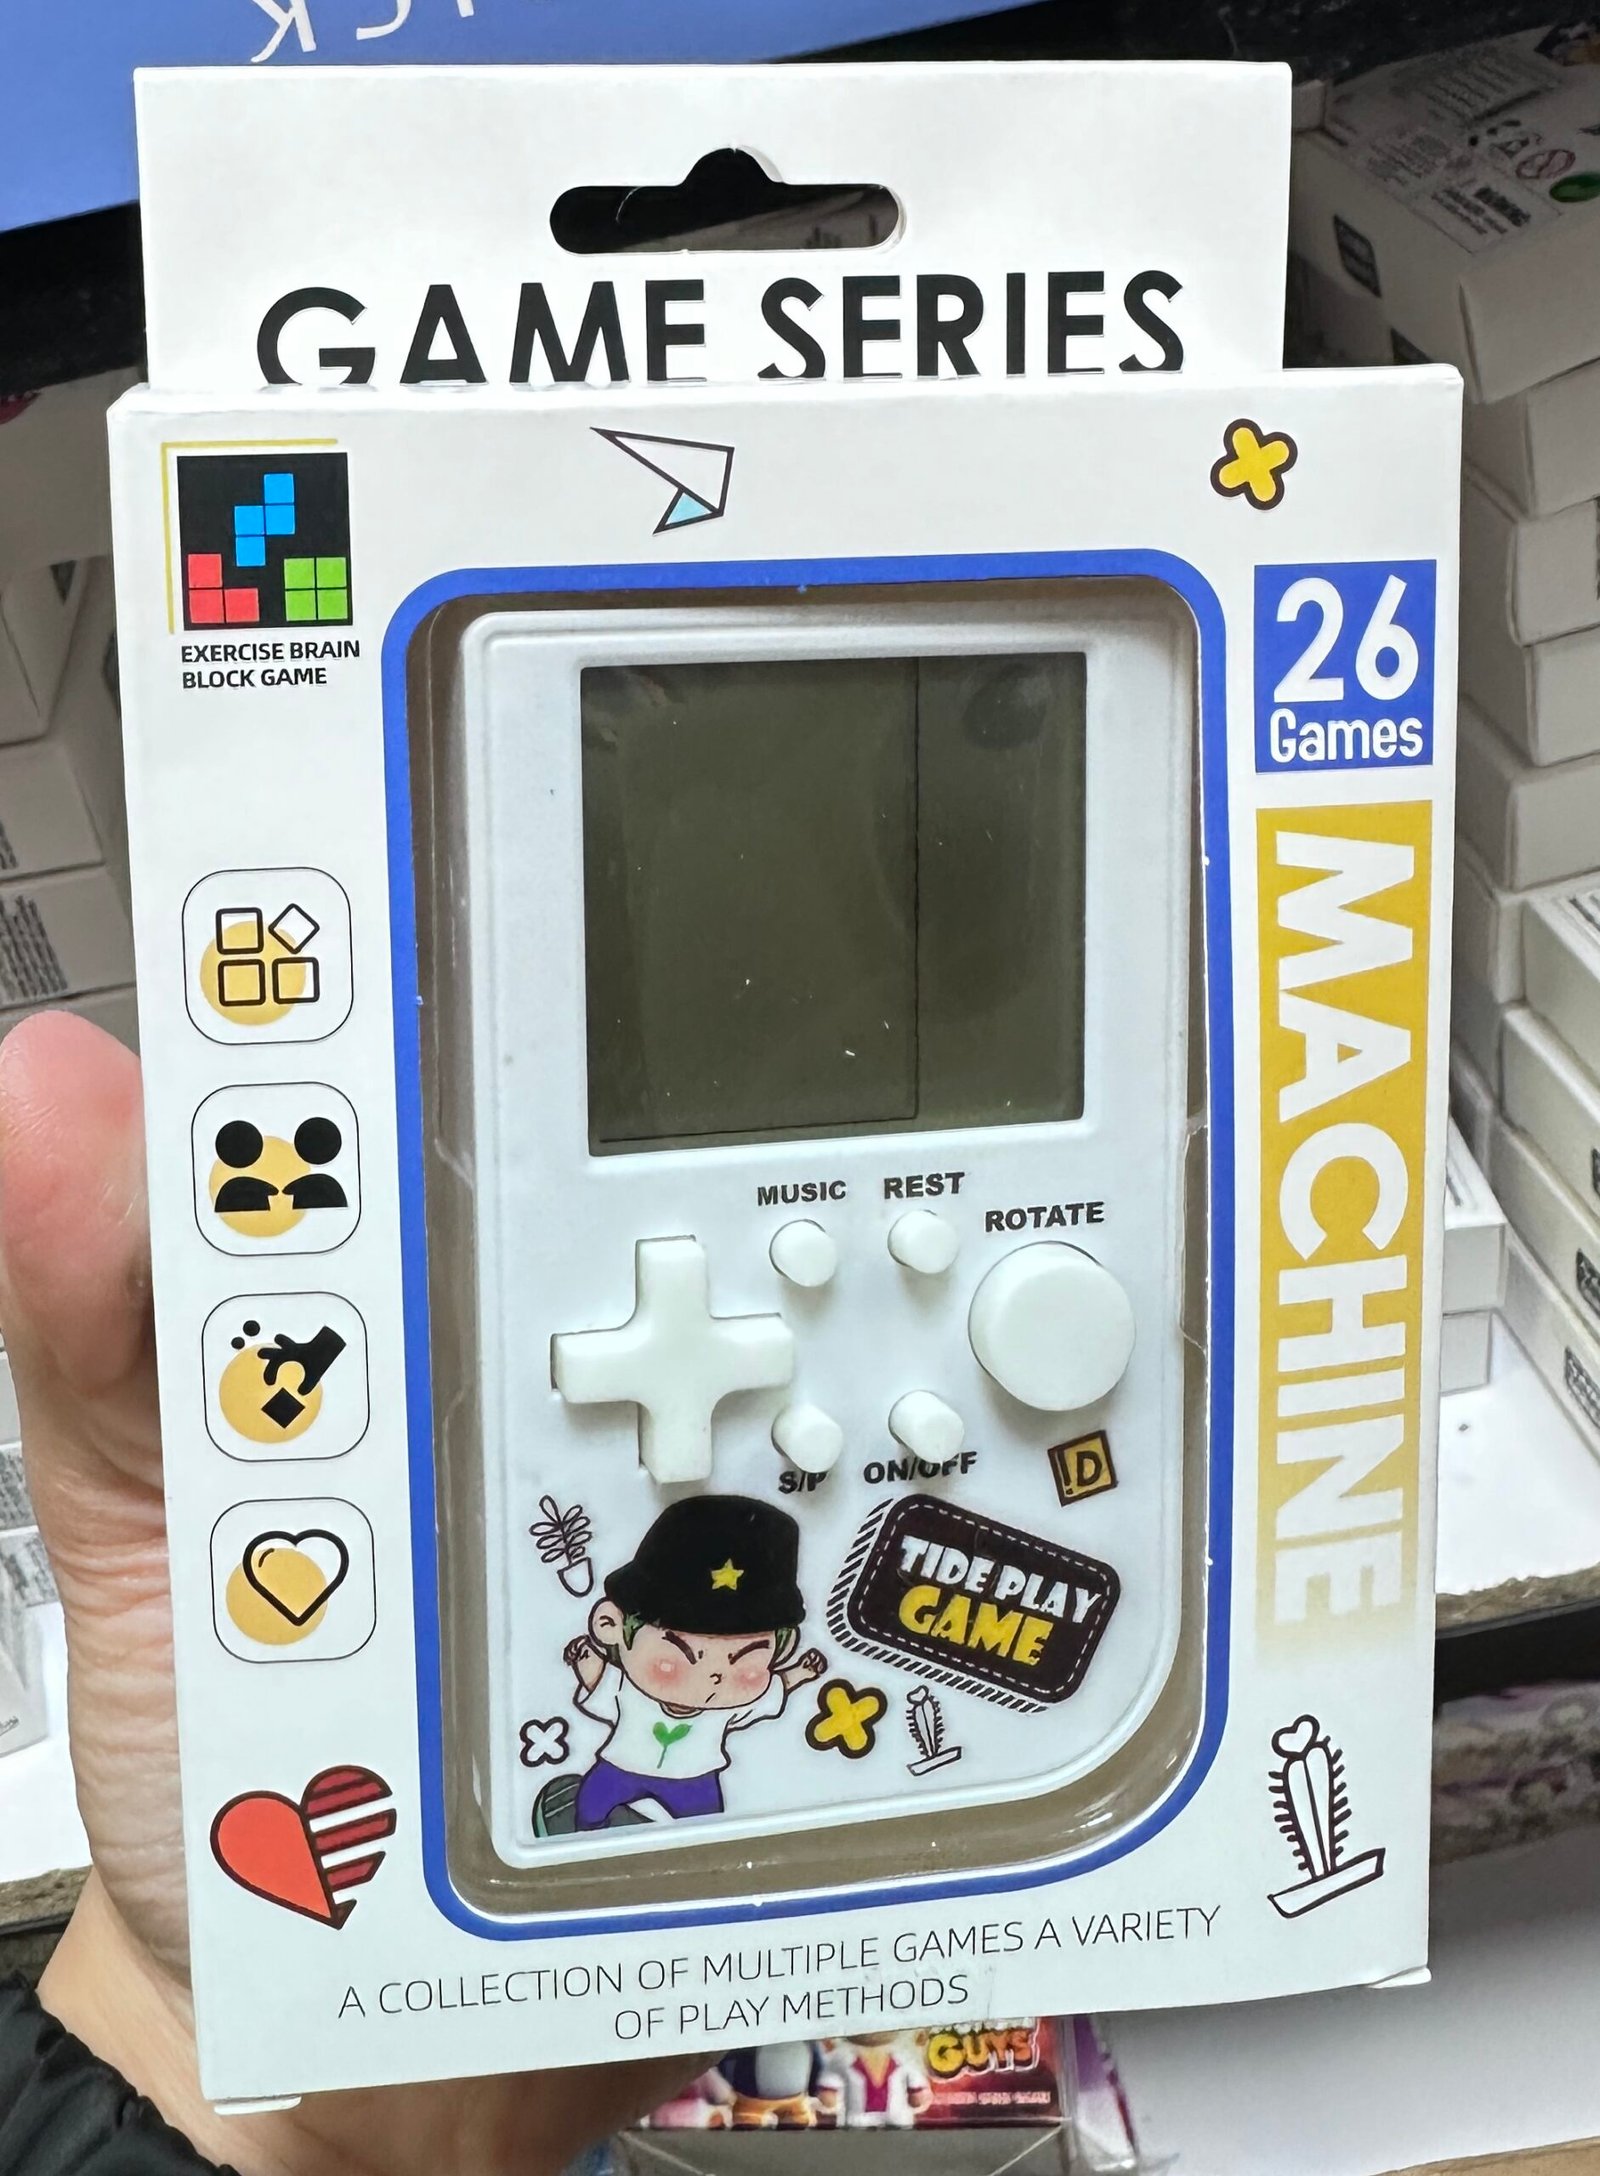 GAME SERIES
EXERCISE BRAIN
BLOCK GAME
26
Games
MACHINE
MUSIC
REST
ROTATE
S/P
ON/OFF
!D
TIDE PLAY
GAME
A COLLECTION OF MULTIPLE GAMES A VARIETY
OF PLAY METHODS
GUYS